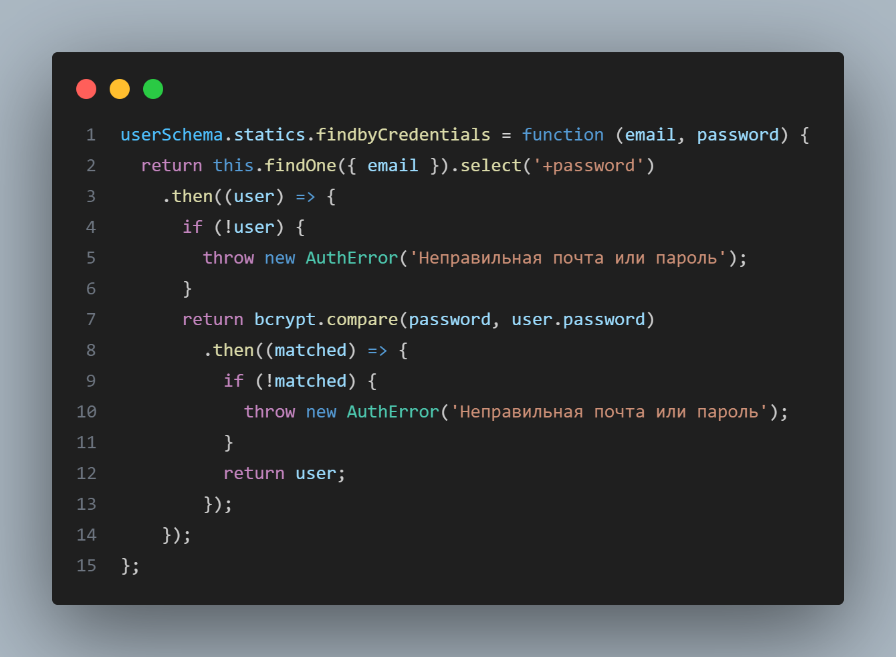 1 userSchema.statics.findbyCredentials = function (email, password) {
2   return this.findOne({ email }).select('+password')
3     .then((user) => {
4       if (!user) {
5         throw new AuthError('Неправильная почта или пароль');
6       }
7       return bcrypt.compare(password, user.password)
8         .then((matched) => {
9           if (!matched) {
10             throw new AuthError('Неправильная почта или пароль');
11           }
12           return user;
13         });
14     });
15 };